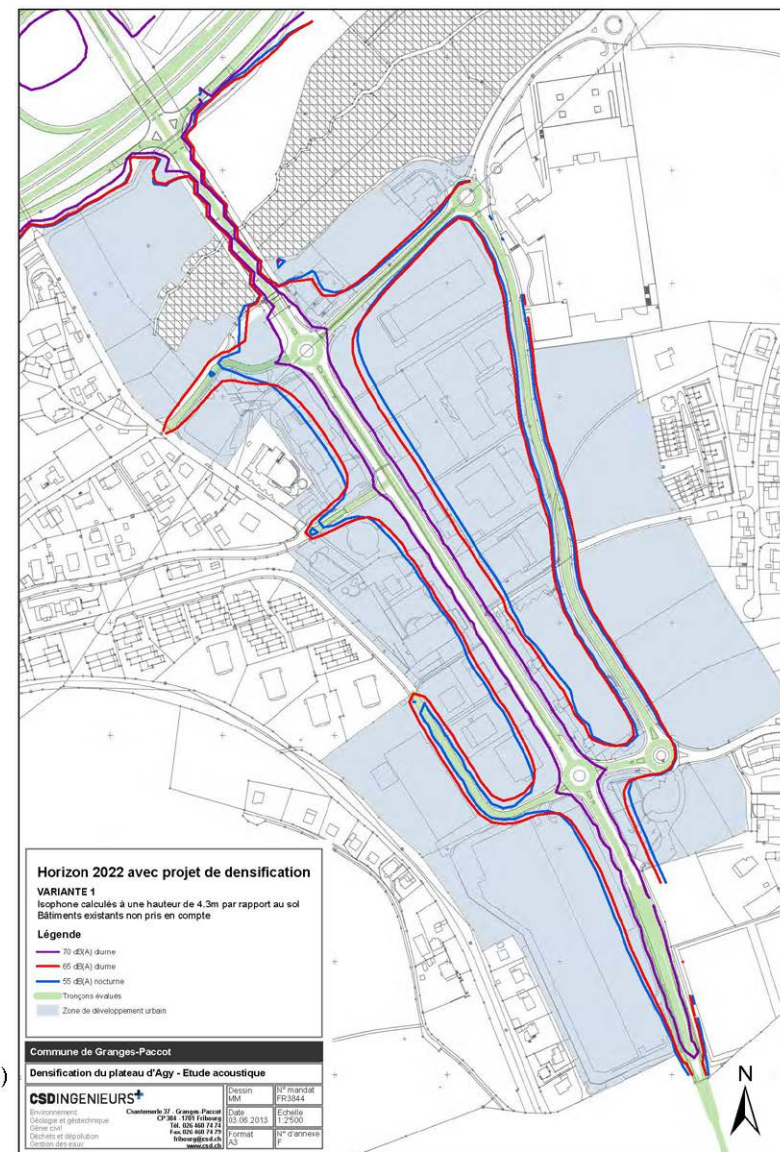 Horizon 2022 avec projet de densification
VARIANTE 1
Isophone calculés à une hauteur de 4.3m par rapport au sol
Bâtiments existants non pris en compte
Légende
70 dB(A) diurne
65 dB(A) diurne
55 dB(A) nocturne
Tronçons évalués
Zone de développement urbain
Commune de Granges-Paccot
Densification du plateau d'Agy - Etude acoustique
)
CSDINGENIEURS+
Environnement
Géologie et géotechnique
Génie civil
Déchets et dépollution
Gestion des eaux
Chantemerle 37 - Granges-Paccot
CP 384 - 1701 Fribourg
Tél. 026 460 74 74
Fax. 026 460 74 79
fribourg@csd.ch
www.csd.ch
Dessin
MM
N° mandat
FR3844
Date
03.06.2013
Echelle
1:2'500
Format
A3
N° d'annexe
F
N